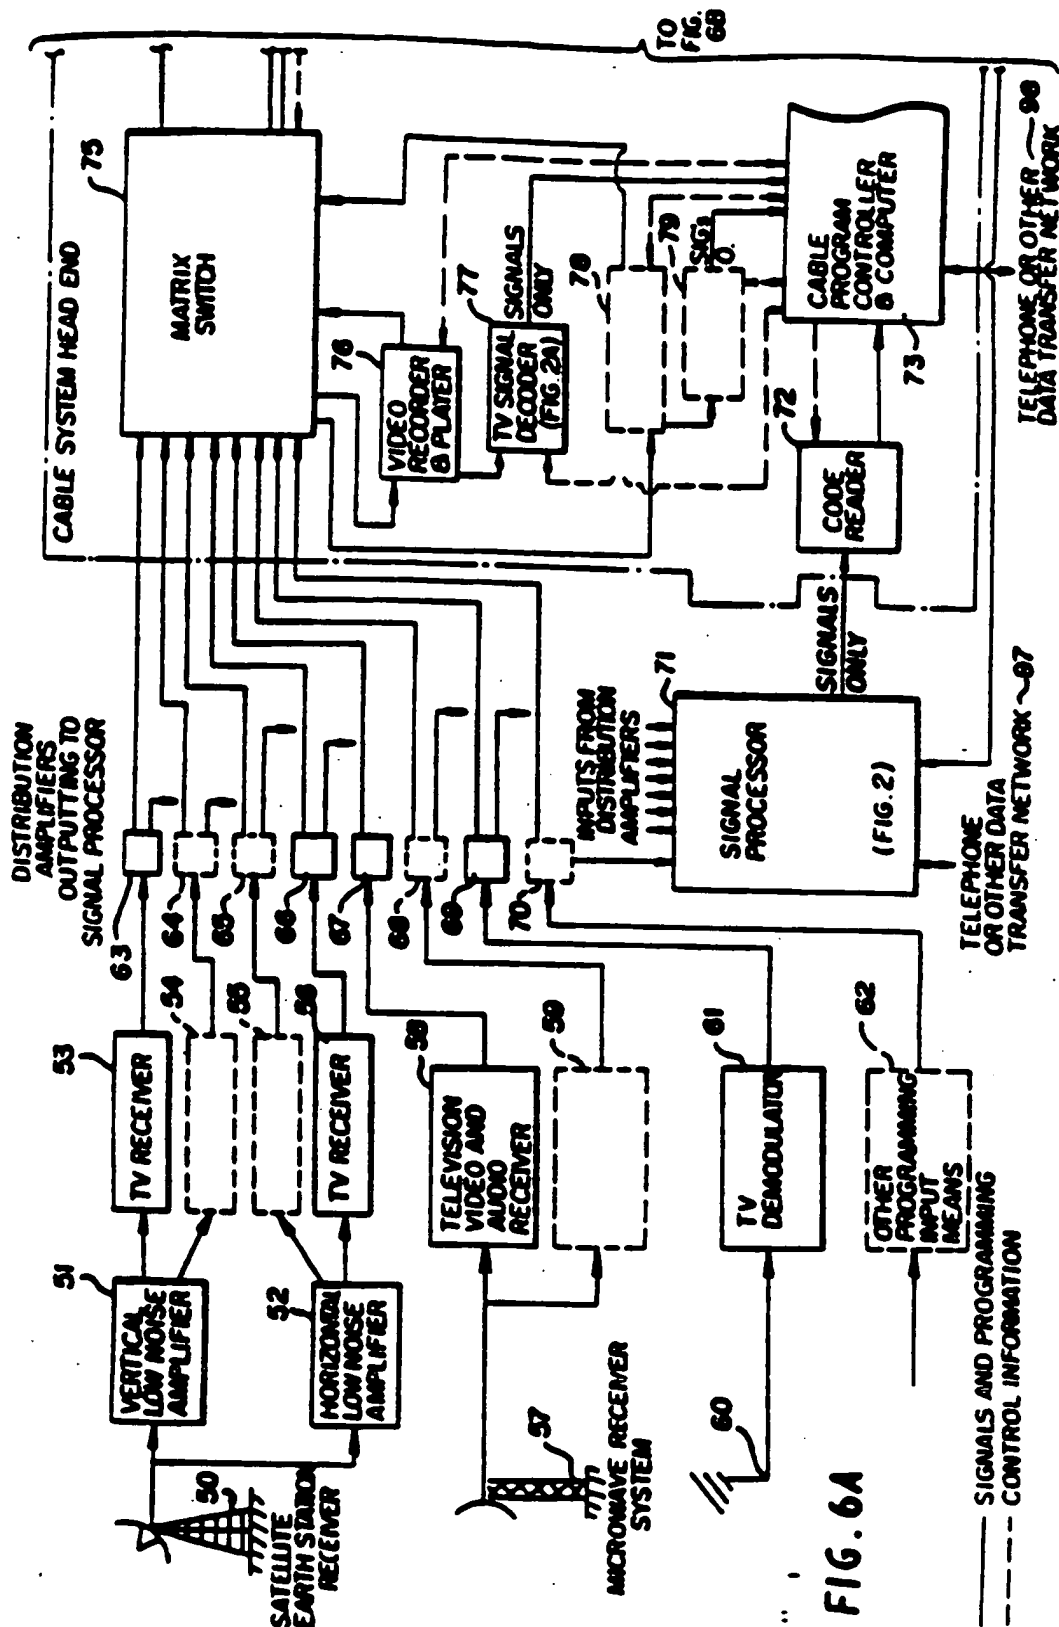 TO
FIG.
6B
CABLE SYSTEM HEAD END
75
MATRIX
SWITCH
76
VIDEO
RECORDER
& PLAYER
77
TV SIGNAL
DECODER
(FIG. 2A)
SIGNALS
ONLY
78
79
SIG'S
O.
CABLE
PROGRAM
CONTROLLER
& COMPUTER
73
72
CODE
READER
TELEPHONE OR OTHER 98
DATA TRANSFER NETWORK
DISTRIBUTION
AMPLIFIERS
OUTPUTTING TO
SIGNAL PROCESSOR
63
64
65
66
67
68
69
70
INPUTS FROM
DISTRIBUTION
AMPLIFIERS
71
SIGNAL
PROCESSOR
(FIG.2)
SIGNALS
ONLY
TELEPHONE
OR OTHER DATA
TRANSFER NETWORK 97
53
TV RECEIVER
54
55
56
TV RECEIVER
58
TELEVISION
VIDEO AND
AUDIO
RECEIVER
59
61
TV
DEMODULATOR
62
OTHER
PROGRAMMING
INPUT
MEANS
51
VERTICAL
LOW NOISE
AMPLIFIER
52
HORIZONTAL
LOW NOISE
AMPLIFIER
50
SATELLITE
EARTH STATION
RECEIVER
57
MICROWAVE RECEIVER
SYSTEM
60
FIG. 6A
SIGNALS AND PROGRAMMING
CONTROL INFORMATION